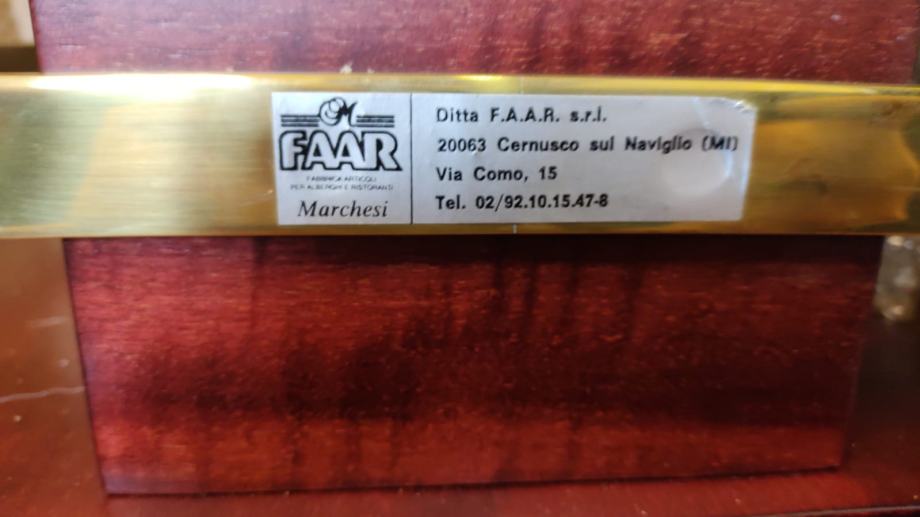 M
FAAR
FABBRICA ARTICOLI
PER ALBERGHI E RISTORANTI
Marchesi
Ditta F.A.A.R. s.r.l.
20063 Cernusco sul Naviglio (MI)
Via Como, 15
Tel. 02/92.10.15.47-8